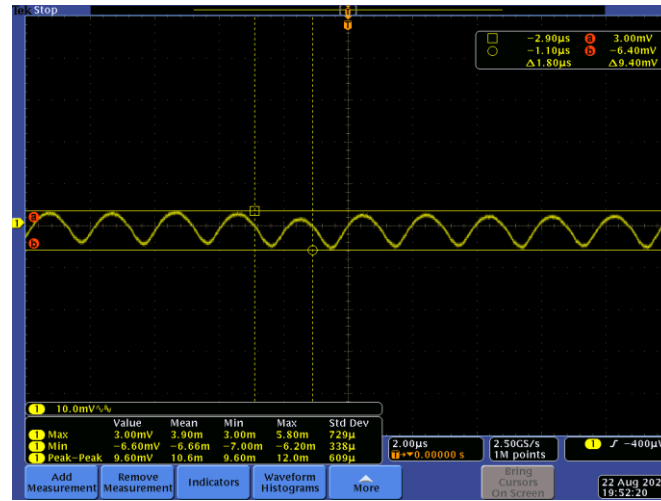 Tek Stop
T
T
−2.90µs a 3.00mV
−1.10µs b −6.40mV
Δ1.80µs Δ9.40mV
a
1
b
1 10.0mV∿
Value Mean Min Max Std Dev
1 Max 3.00mV 3.90m 3.00m 5.80m 729µ
1 Min −6.60mV −6.66m −7.00m −6.20m 338µ
1 Peak-Peak 9.60mV 10.6m 9.60m 12.0m 609µ
2.00µs 2.50GS/s 1 −400µV
T→▾0.00000 s 1M points
Add Measurement
Remove Measurement
Indicators
Waveform Histograms
More
Bring Cursors On Screen
22 Aug 202
19:52:20